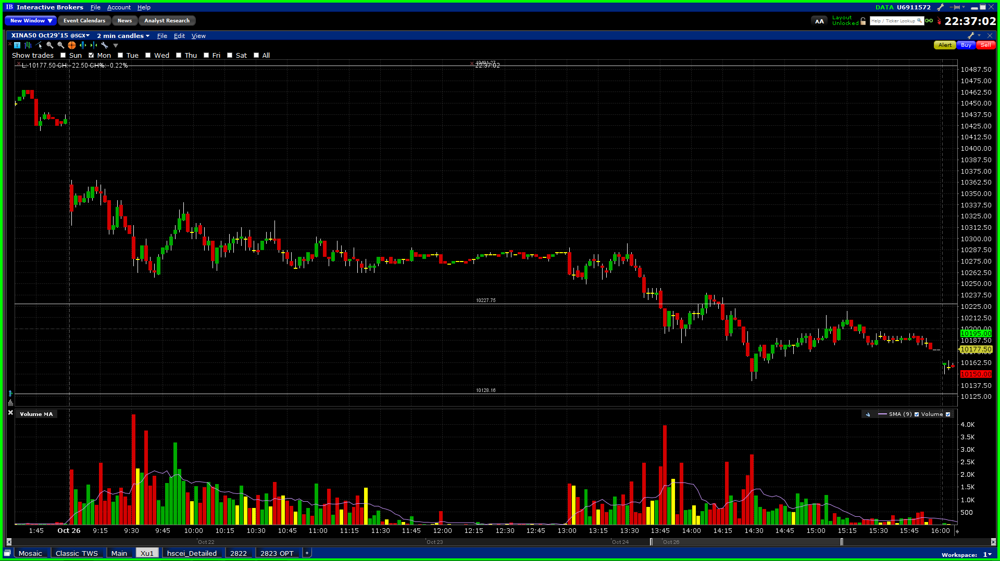 IB Interactive Brokers File Account Help DATA U6911572
New Window ▼ Event Calendars News Analyst Research AA Layout Unlocked Help / Ticker Lookup 22:37:02
XINA50 Oct29'15 @SGX 2 min candles File Edit View
T Alert Buy Sell
Show trades Sun Mon Tue Wed Thu Fri Sat All
L: 10177.50 CH: -22.50 CH%: -0.22%
10491.27
22:37:02
10487.50
10475.00
10462.50
10450.00
10437.50
10425.00
10412.50
10400.00
10387.50
10375.00
10362.50
10350.00
10337.50
10325.00
10312.50
10300.00
10287.50
10275.00
10262.50
10250.00
10237.50
10227.75
10225.00
10212.50
10200.00
10195.00
10187.50
10177.50
10162.50
10150.00
10137.50
10128.16
10125.00
Volume MA SMA (9) Volume
4.0K
3.5K
3.0K
2.5K
2.0K
1.5K
1.0K
500
1:45 Oct 26 9:15 9:30 9:45 10:00 10:15 10:30 10:45 11:00 11:15 11:30 11:45 12:00 12:15 12:30 12:45 13:00 13:15 13:30 13:45 14:00 14:15 14:30 14:45 15:00 15:15 15:30 15:45 16:00
Oct 22 Oct 23 Oct 24 Oct 26
Mosaic Classic TWS Main Xu1 hscei_Detailed 2822 2823 OPT + Workspace: 1